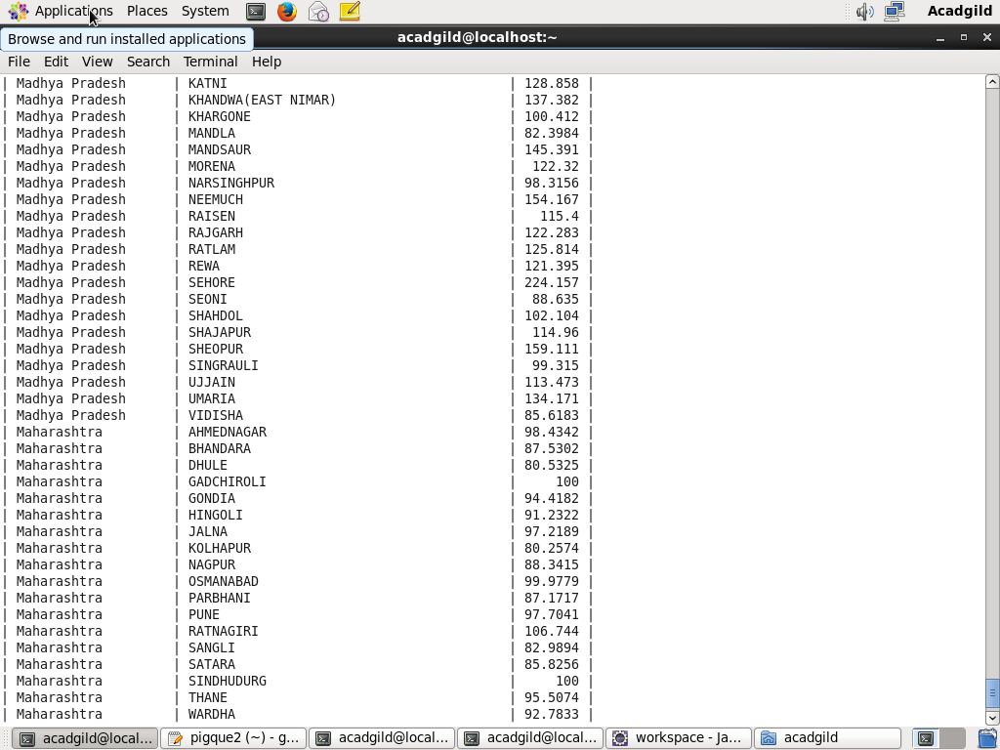 Applications Places System Acadgild
Browse and run installed applications
acadgild@localhost:~
File Edit View Search Terminal Help
| Madhya Pradesh | KATNI | 128.858 |
| Madhya Pradesh | KHANDWA(EAST NIMAR) | 137.382 |
| Madhya Pradesh | KHARGONE | 100.412 |
| Madhya Pradesh | MANDLA | 82.3984 |
| Madhya Pradesh | MANDSAUR | 145.391 |
| Madhya Pradesh | MORENA | 122.32 |
| Madhya Pradesh | NARSINGHPUR | 98.3156 |
| Madhya Pradesh | NEEMUCH | 154.167 |
| Madhya Pradesh | RAISEN | 115.4 |
| Madhya Pradesh | RAJGARH | 122.283 |
| Madhya Pradesh | RATLAM | 125.814 |
| Madhya Pradesh | REWA | 121.395 |
| Madhya Pradesh | SEHORE | 224.157 |
| Madhya Pradesh | SEONI | 88.635 |
| Madhya Pradesh | SHAHDOL | 102.104 |
| Madhya Pradesh | SHAJAPUR | 114.96 |
| Madhya Pradesh | SHEOPUR | 159.111 |
| Madhya Pradesh | SINGRAULI | 99.315 |
| Madhya Pradesh | UJJAIN | 113.473 |
| Madhya Pradesh | UMARIA | 134.171 |
| Madhya Pradesh | VIDISHA | 85.6183 |
| Maharashtra | AHMEDNAGAR | 98.4342 |
| Maharashtra | BHANDARA | 87.5302 |
| Maharashtra | DHULE | 80.5325 |
| Maharashtra | GADCHIROLI | 100 |
| Maharashtra | GONDIA | 94.4182 |
| Maharashtra | HINGOLI | 91.2322 |
| Maharashtra | JALNA | 97.2189 |
| Maharashtra | KOLHAPUR | 80.2574 |
| Maharashtra | NAGPUR | 88.3415 |
| Maharashtra | OSMANABAD | 99.9779 |
| Maharashtra | PARBHANI | 87.1717 |
| Maharashtra | PUNE | 97.7041 |
| Maharashtra | RATNAGIRI | 106.744 |
| Maharashtra | SANGLI | 82.9894 |
| Maharashtra | SATARA | 85.8256 |
| Maharashtra | SINDHUDURG | 100 |
| Maharashtra | THANE | 95.5074 |
| Maharashtra | WARDHA | 92.7833 |
acadgild@local... pigque2 (~) - g... acadgild@local... acadgild@local... workspace - Ja... acadgild